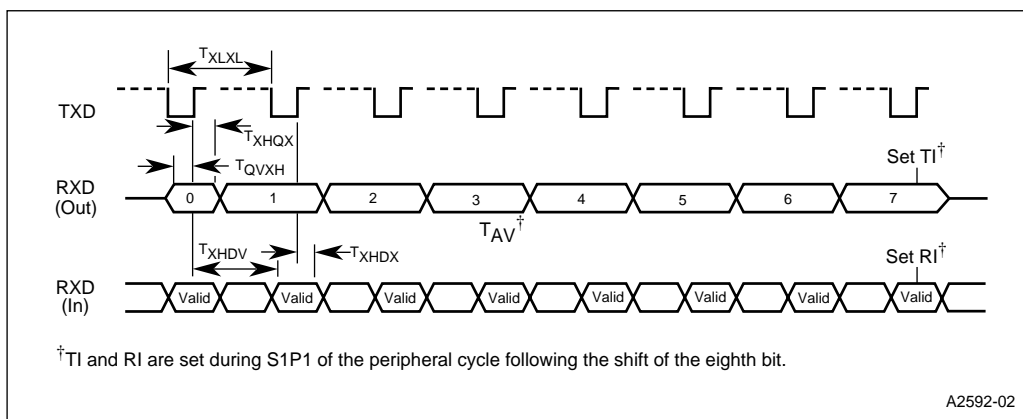 TXLXL
TXD
TXHQX
TQVXH
Set TI†
RXD
(Out)
0 1 2 3 4 5 6 7
TAV†
TXHDV
TXHDX
Set RI†
RXD
(In)
Valid Valid Valid Valid Valid Valid Valid Valid
†TI and RI are set during S1P1 of the peripheral cycle following the shift of the eighth bit.
A2592-02